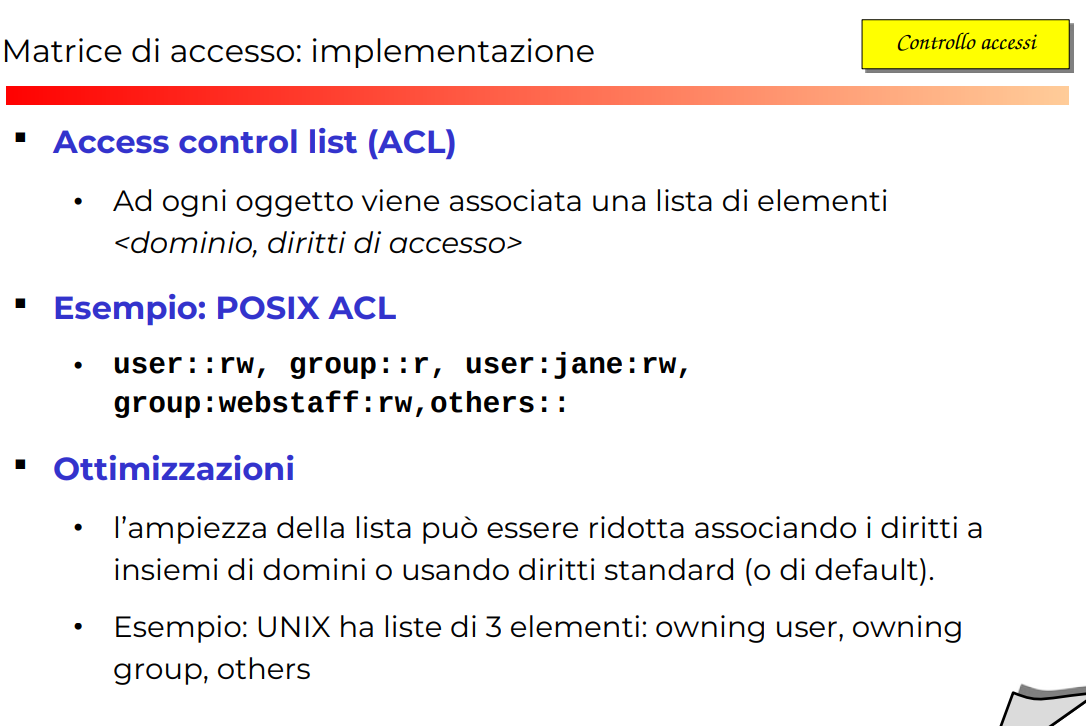 Matrice di accesso: implementazione
Controllo accessi
Access control list (ACL)
Ad ogni oggetto viene associata una lista di elementi
<dominio, diritti di accesso>
Esempio: POSIX ACL
user::rw, group::r, user:jane:rw,
group:webstaff:rw,others::
Ottimizzazioni
l’ampiezza della lista può essere ridotta associando i diritti a
insiemi di domini o usando diritti standard (o di default).
Esempio: UNIX ha liste di 3 elementi: owning user, owning
group, others